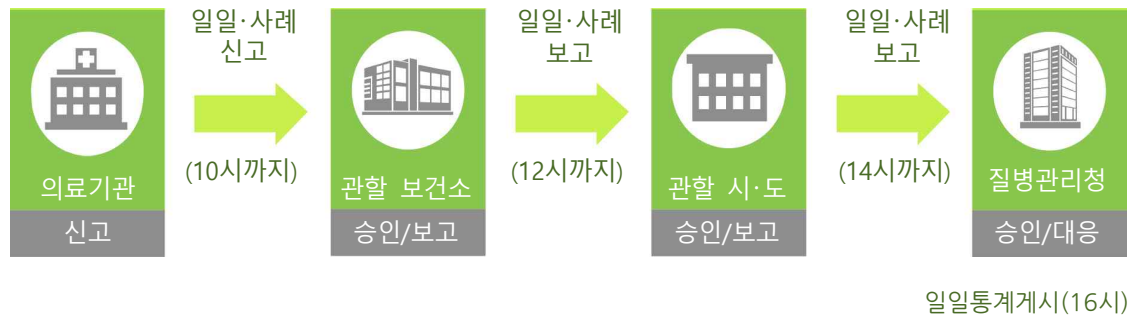 일일·사례
신고
일일·사례
보고
일일·사례
보고
(10시까지)
(12시까지)
(14시까지)
의료기관
관할 보건소
관할 시·도
질병관리청
신고
승인/보고
승인/보고
승인/대응
일일통계게시(16시)